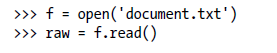 >>> f = open('document.txt')
>>> raw = f.read()